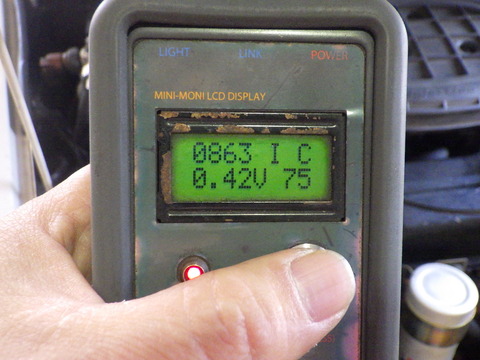 LIGHT LINK POWER
MINI-MONI LCD DISPLAY
0863 I C
0.42V 75